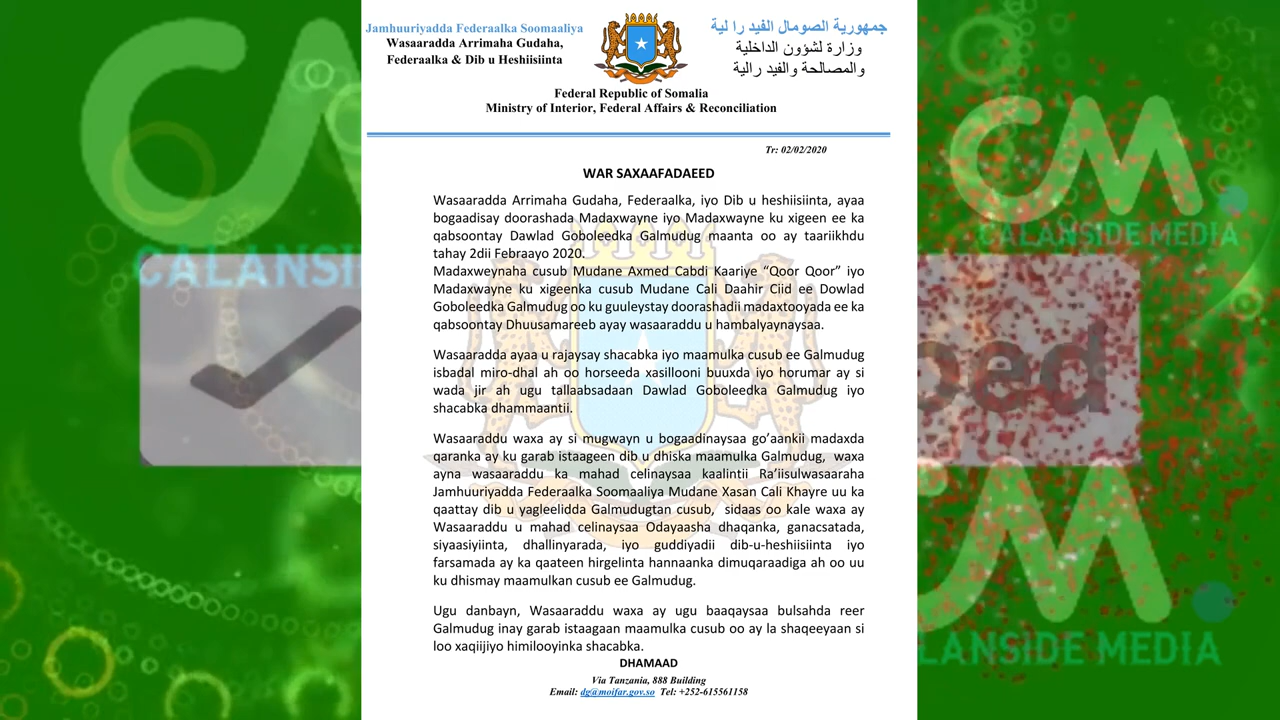 Jamhuuriyadda Federaalka Soomaaliya
Wasaaradda Arrimaha Gudaha,
Federaalka & Dib u Heshiisiinta
جمهورية الصومال الفيد را لية
وزارة لشؤون الداخلية
والمصالحة والفيد رالية
Federal Republic of Somalia
Ministry of Interior, Federal Affairs & Reconciliation
Tr: 02/02/2020
WAR SAXAAFADAEED
Wasaaradda Arrimaha Gudaha, Federaalka, iyo Dib u heshiisiinta, ayaa
bogaadisay doorashada Madaxwayne iyo Madaxwayne ku xigeen ee ka
qabsoontay Dawlad Goboleedka Galmudug maanta oo ay taariikhdu
tahay 2dii Febraayo 2020.
Madaxweynaha cusub Mudane Axmed Cabdi Kaariye “Qoor Qoor” iyo
Madaxwayne ku xigeenka cusub Mudane Cali Daahir Ciid ee Dowlad
Goboleedka Galmudug oo ku guuleystay doorashadii madaxtooyada ee ka
qabsoontay Dhuusamareeb ayay wasaaraddu u hambalyaynaysaa.
Wasaaradda ayaa u rajaysay shacabka iyo maamulka cusub ee Galmudug
isbadal miro-dhal ah oo horseeda xasillooni buuxda iyo horumar ay si
wada jir ah ugu tallaabsadaan Dawlad Goboleedka Galmudug iyo
shacabka dhammaantii.
Wasaaraddu waxa ay si mugwayn u bogaadinaysaa go’aankii madaxda
qaranka ay ku garab istaageen dib u dhiska maamulka Galmudug, waxa
ayna wasaaraddu ka mahad celinaysaa kaalintii Ra’iisulwasaaraha
Jamhuuriyadda Federaalka Soomaaliya Mudane Xasan Cali Khayre uu ka
qaattay dib u yagleelidda Galmudugtan cusub, sidaas oo kale waxa ay
Wasaaraddu u mahad celinaysaa Odayaasha dhaqanka, ganacsatada,
siyaasiyiinta, dhallinyarada, iyo guddiyadii dib-u-heshiisiinta iyo
farsamada ay ka qaateen hirgelinta hannaanka dimuqaraadiga ah oo uu
ku dhismay maamulkan cusub ee Galmudug.
Ugu danbayn, Wasaaraddu waxa ay ugu baaqaysaa bulsahda reer
Galmudug inay garab istaagaan maamulka cusub oo ay la shaqeeyaan si
loo xaqiijiyo himilooyinka shacabka.
DHAMAAD
Via Tanzania, 888 Building
Email: dg@moifar.gov.so Tel: +252-615561158
CM
CALANSIDE MEDIA
CALANSIDE MEDIA